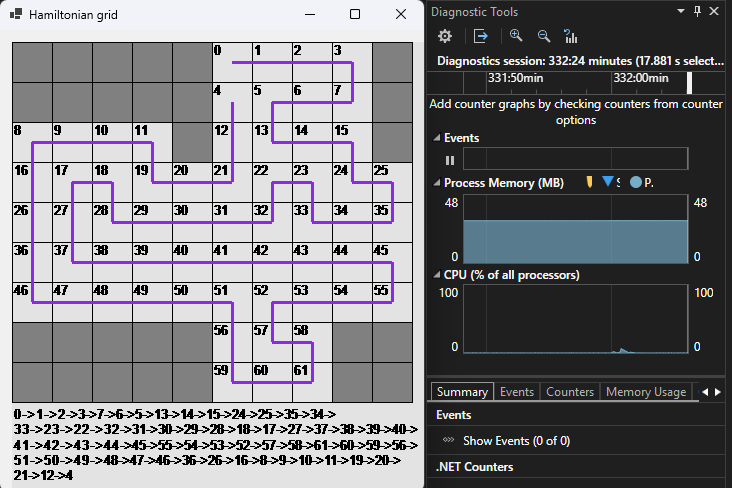 Hamiltonian grid
0 1 2 3
4 5 6 7
8 9 10 11 12 13 14 15
16 17 18 19 20 21 22 23 24 25
26 27 28 29 30 31 32 33 34 35
36 37 38 39 40 41 42 43 44 45
46 47 48 49 50 51 52 53 54 55
56 57 58
59 60 61
0->1->2->3->7->6->5->13->14->15->24->25->35->34->
33->23->22->32->31->30->29->28->18->17->27->37->38->39->40->
41->42->43->44->45->55->54->53->52->57->58->61->60->59->56->
51->50->49->48->47->46->36->26->16->8->9->10->11->19->20->
21->12->4
Diagnostic Tools
Diagnostics session: 332:24 minutes (17.881 s select...
331:50min 332:00min
Add counter graphs by checking counters from counter
options
Events
Process Memory (MB) S P.
48 48
0 0
CPU (% of all processors)
100 100
0 0
Summary Events Counters Memory Usage
Events
Show Events (0 of 0)
.NET Counters